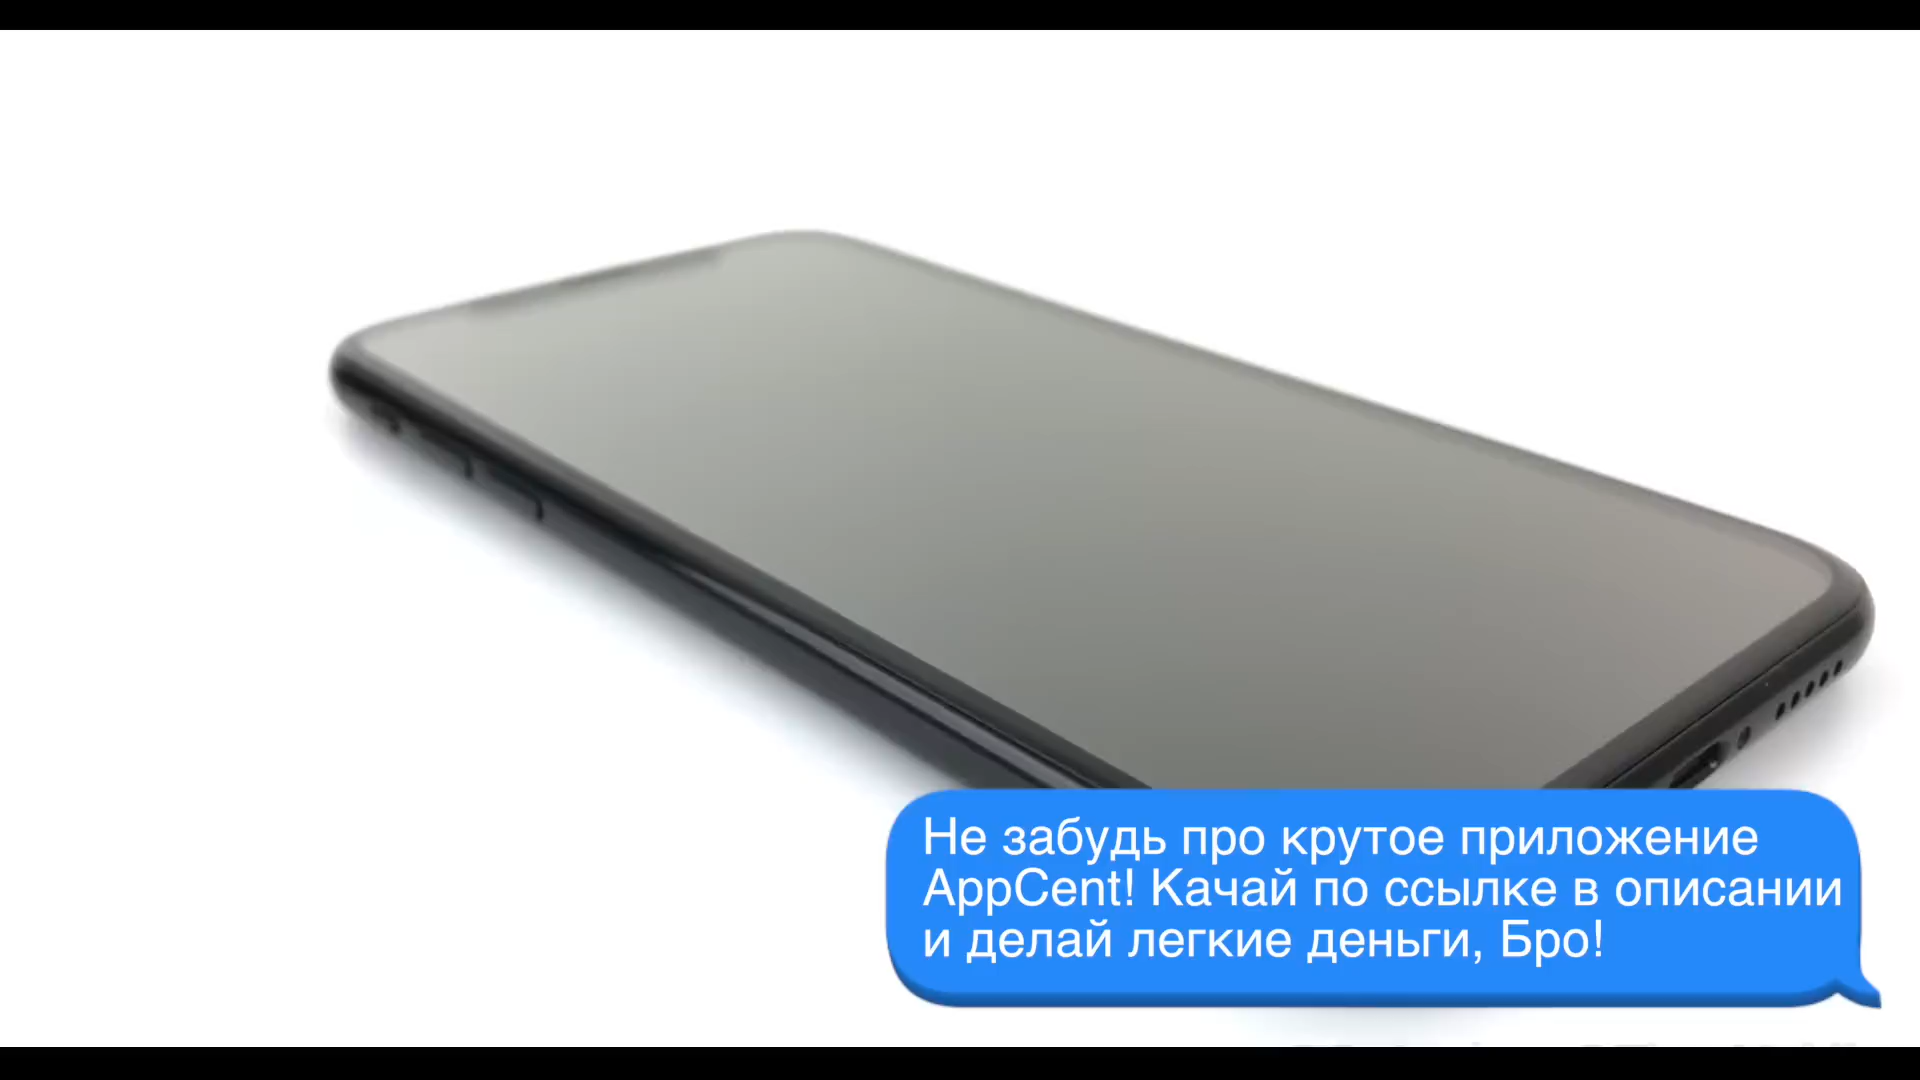 Не забудь про крутое приложение
AppCent! Качай по ссылке в описании
и делай легкие деньги, Бро!